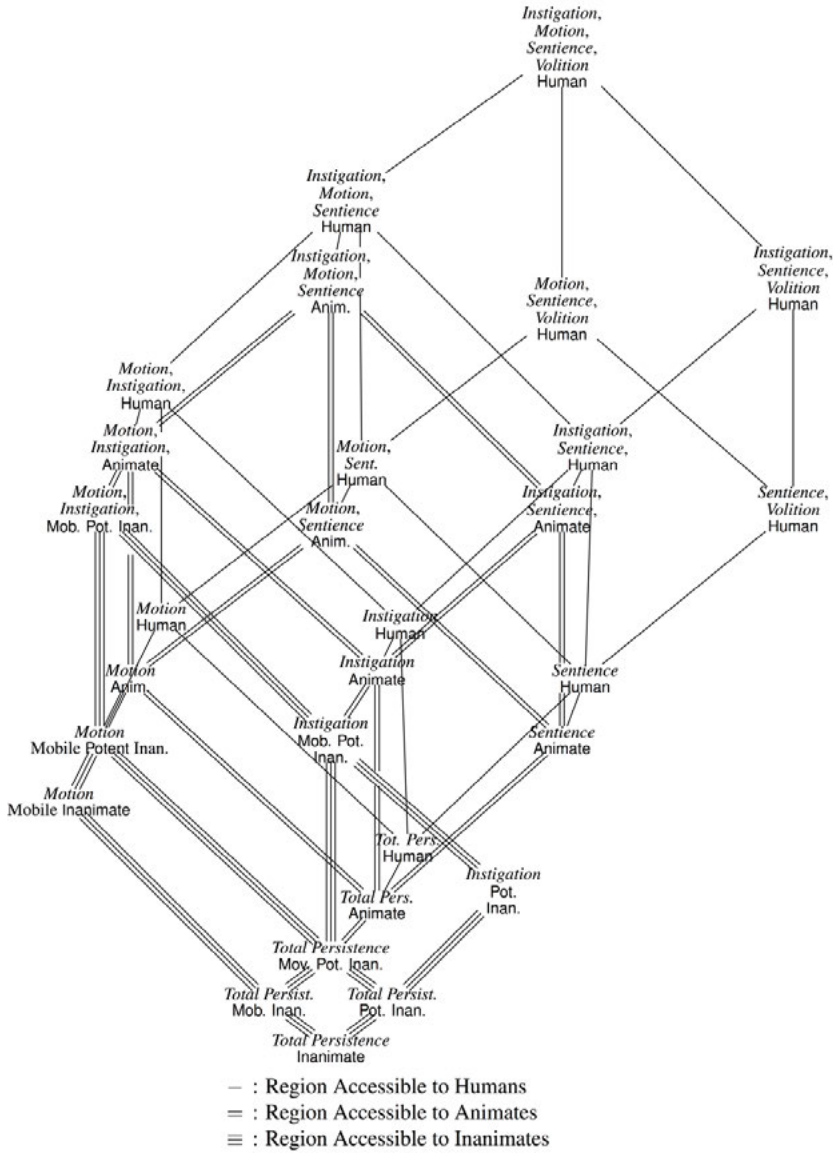 Instigation,
Motion,
Sentience,
Volition
Human
Instigation,
Motion,
Sentience
Human
Instigation,
Motion,
Sentience
Anim.
Motion,
Sentience,
Volition
Human
Instigation,
Sentience,
Volition
Human
Motion,
Instigation,
Human
Motion,
Instigation,
Animate
Motion,
Instigation,
Mob. Pot. Inan.
Motion,
Sent.
Human
Motion,
Sentience
Anim.
Instigation,
Sentience,
Human
Instigation,
Sentience,
Animate
Sentience,
Volition
Human
Motion
Human
Instigation
Human
Motion
Anim.
Instigation
Animate
Sentience
Human
Motion
Mobile Potent Inan.
Instigation
Mob. Pot.
Inan.
Sentience
Animate
Motion
Mobile Inanimate
Tot. Pers.
Human
Instigation
Pot.
Inan.
Total Pers.
Animate
Total Persistence
Mov. Pot. Inan.
Total Persist.
Mob. Inan.
Total Persist.
Pot. Inan.
Total Persistence
Inanimate
– : Region Accessible to Humans
= : Region Accessible to Animates
≡ : Region Accessible to Inanimates